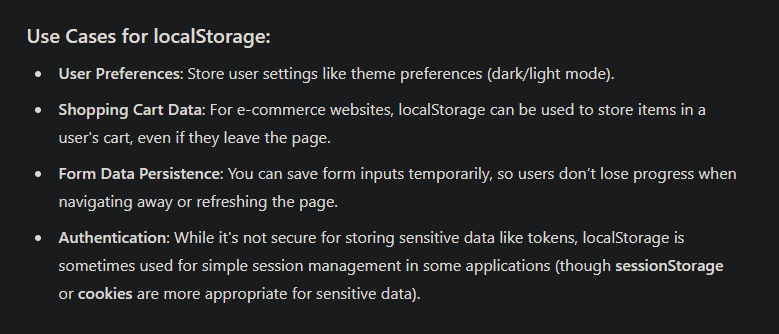 Use Cases for localStorage:
• User Preferences: Store user settings like theme preferences (dark/light mode).
• Shopping Cart Data: For e-commerce websites, localStorage can be used to store items in a
user's cart, even if they leave the page.
• Form Data Persistence: You can save form inputs temporarily, so users don’t lose progress when
navigating away or refreshing the page.
• Authentication: While it's not secure for storing sensitive data like tokens, localStorage is
sometimes used for simple session management in some applications (though sessionStorage
or cookies are more appropriate for sensitive data).